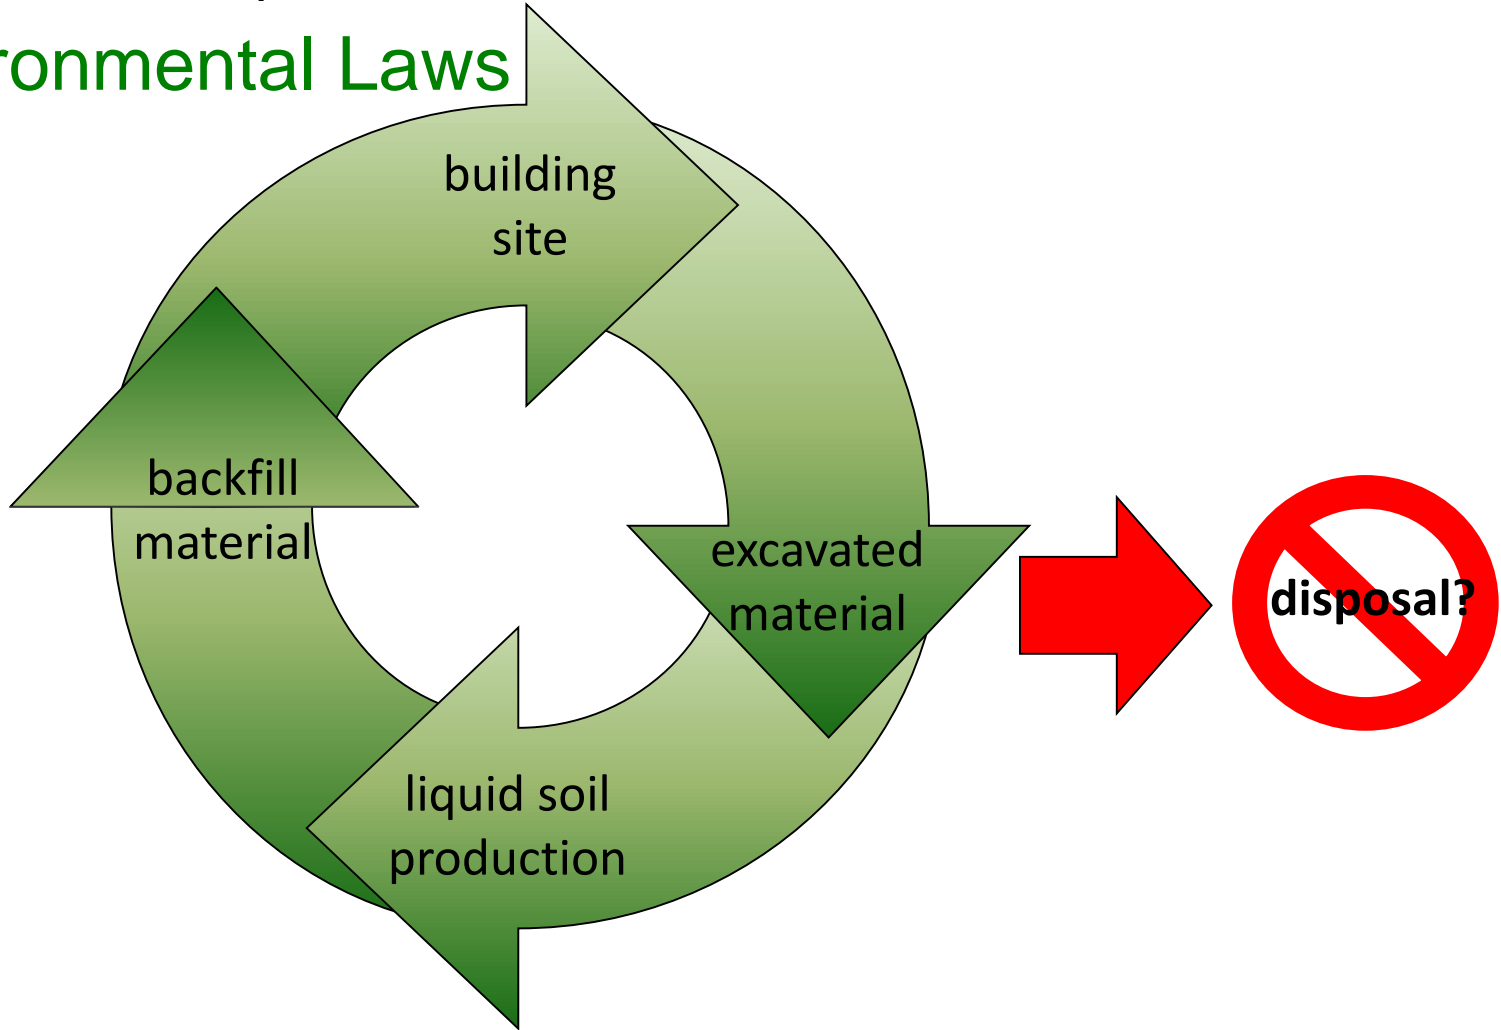 ronmental Laws
building
site
backfill
material
excavated
material
disposal?
liquid soil
production